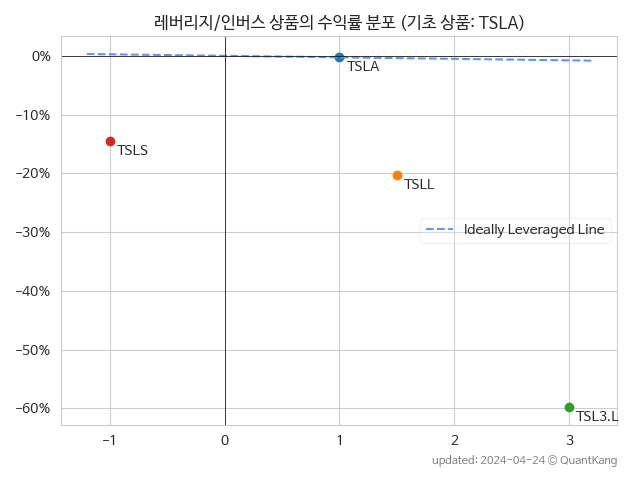 레버리지/인버스 상품의 수익률 분포 (기초 상품: TSLA)
0%
−10%
−20%
−30%
−40%
−50%
−60%
TSLA
TSLS
TSLL
Ideally Leveraged Line
TSL3.L
−1
0
1
2
3
updated: 2024-04-24 © QuantKang